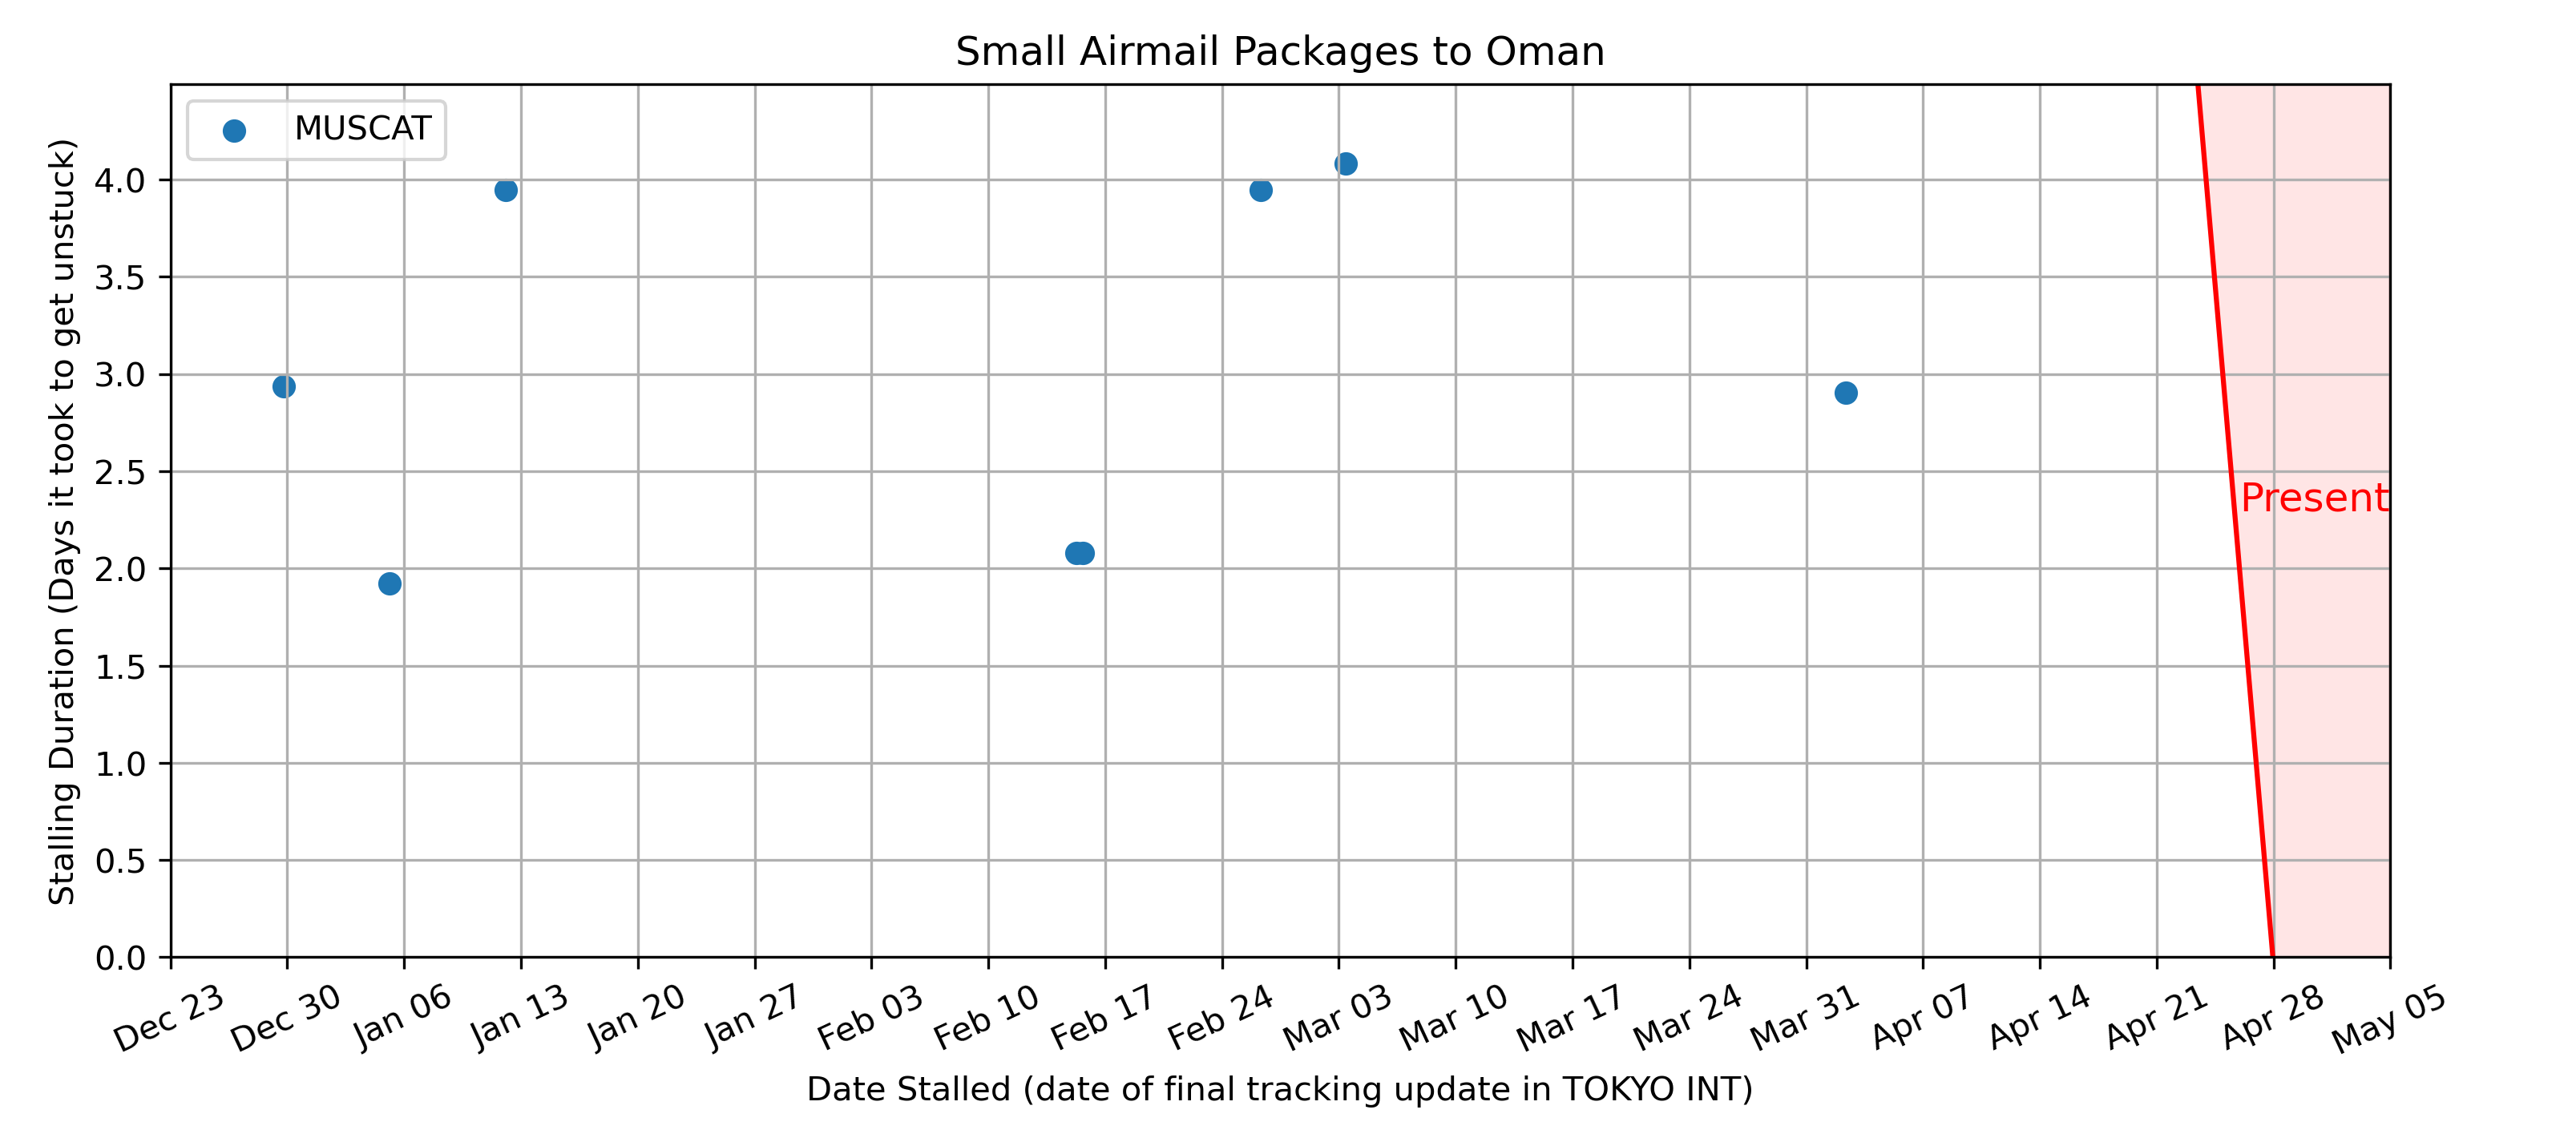 Small Airmail Packages to Oman
MUSCAT
Stalling Duration (Days it took to get unstuck)
4.0
3.5
3.0
2.5
2.0
1.5
1.0
0.5
0.0
Present
Dec 23
Dec 30
Jan 06
Jan 13
Jan 20
Jan 27
Feb 03
Feb 10
Feb 17
Feb 24
Mar 03
Mar 10
Mar 17
Mar 24
Mar 31
Apr 07
Apr 14
Apr 21
Apr 28
May 05
Date Stalled (date of final tracking update in TOKYO INT)